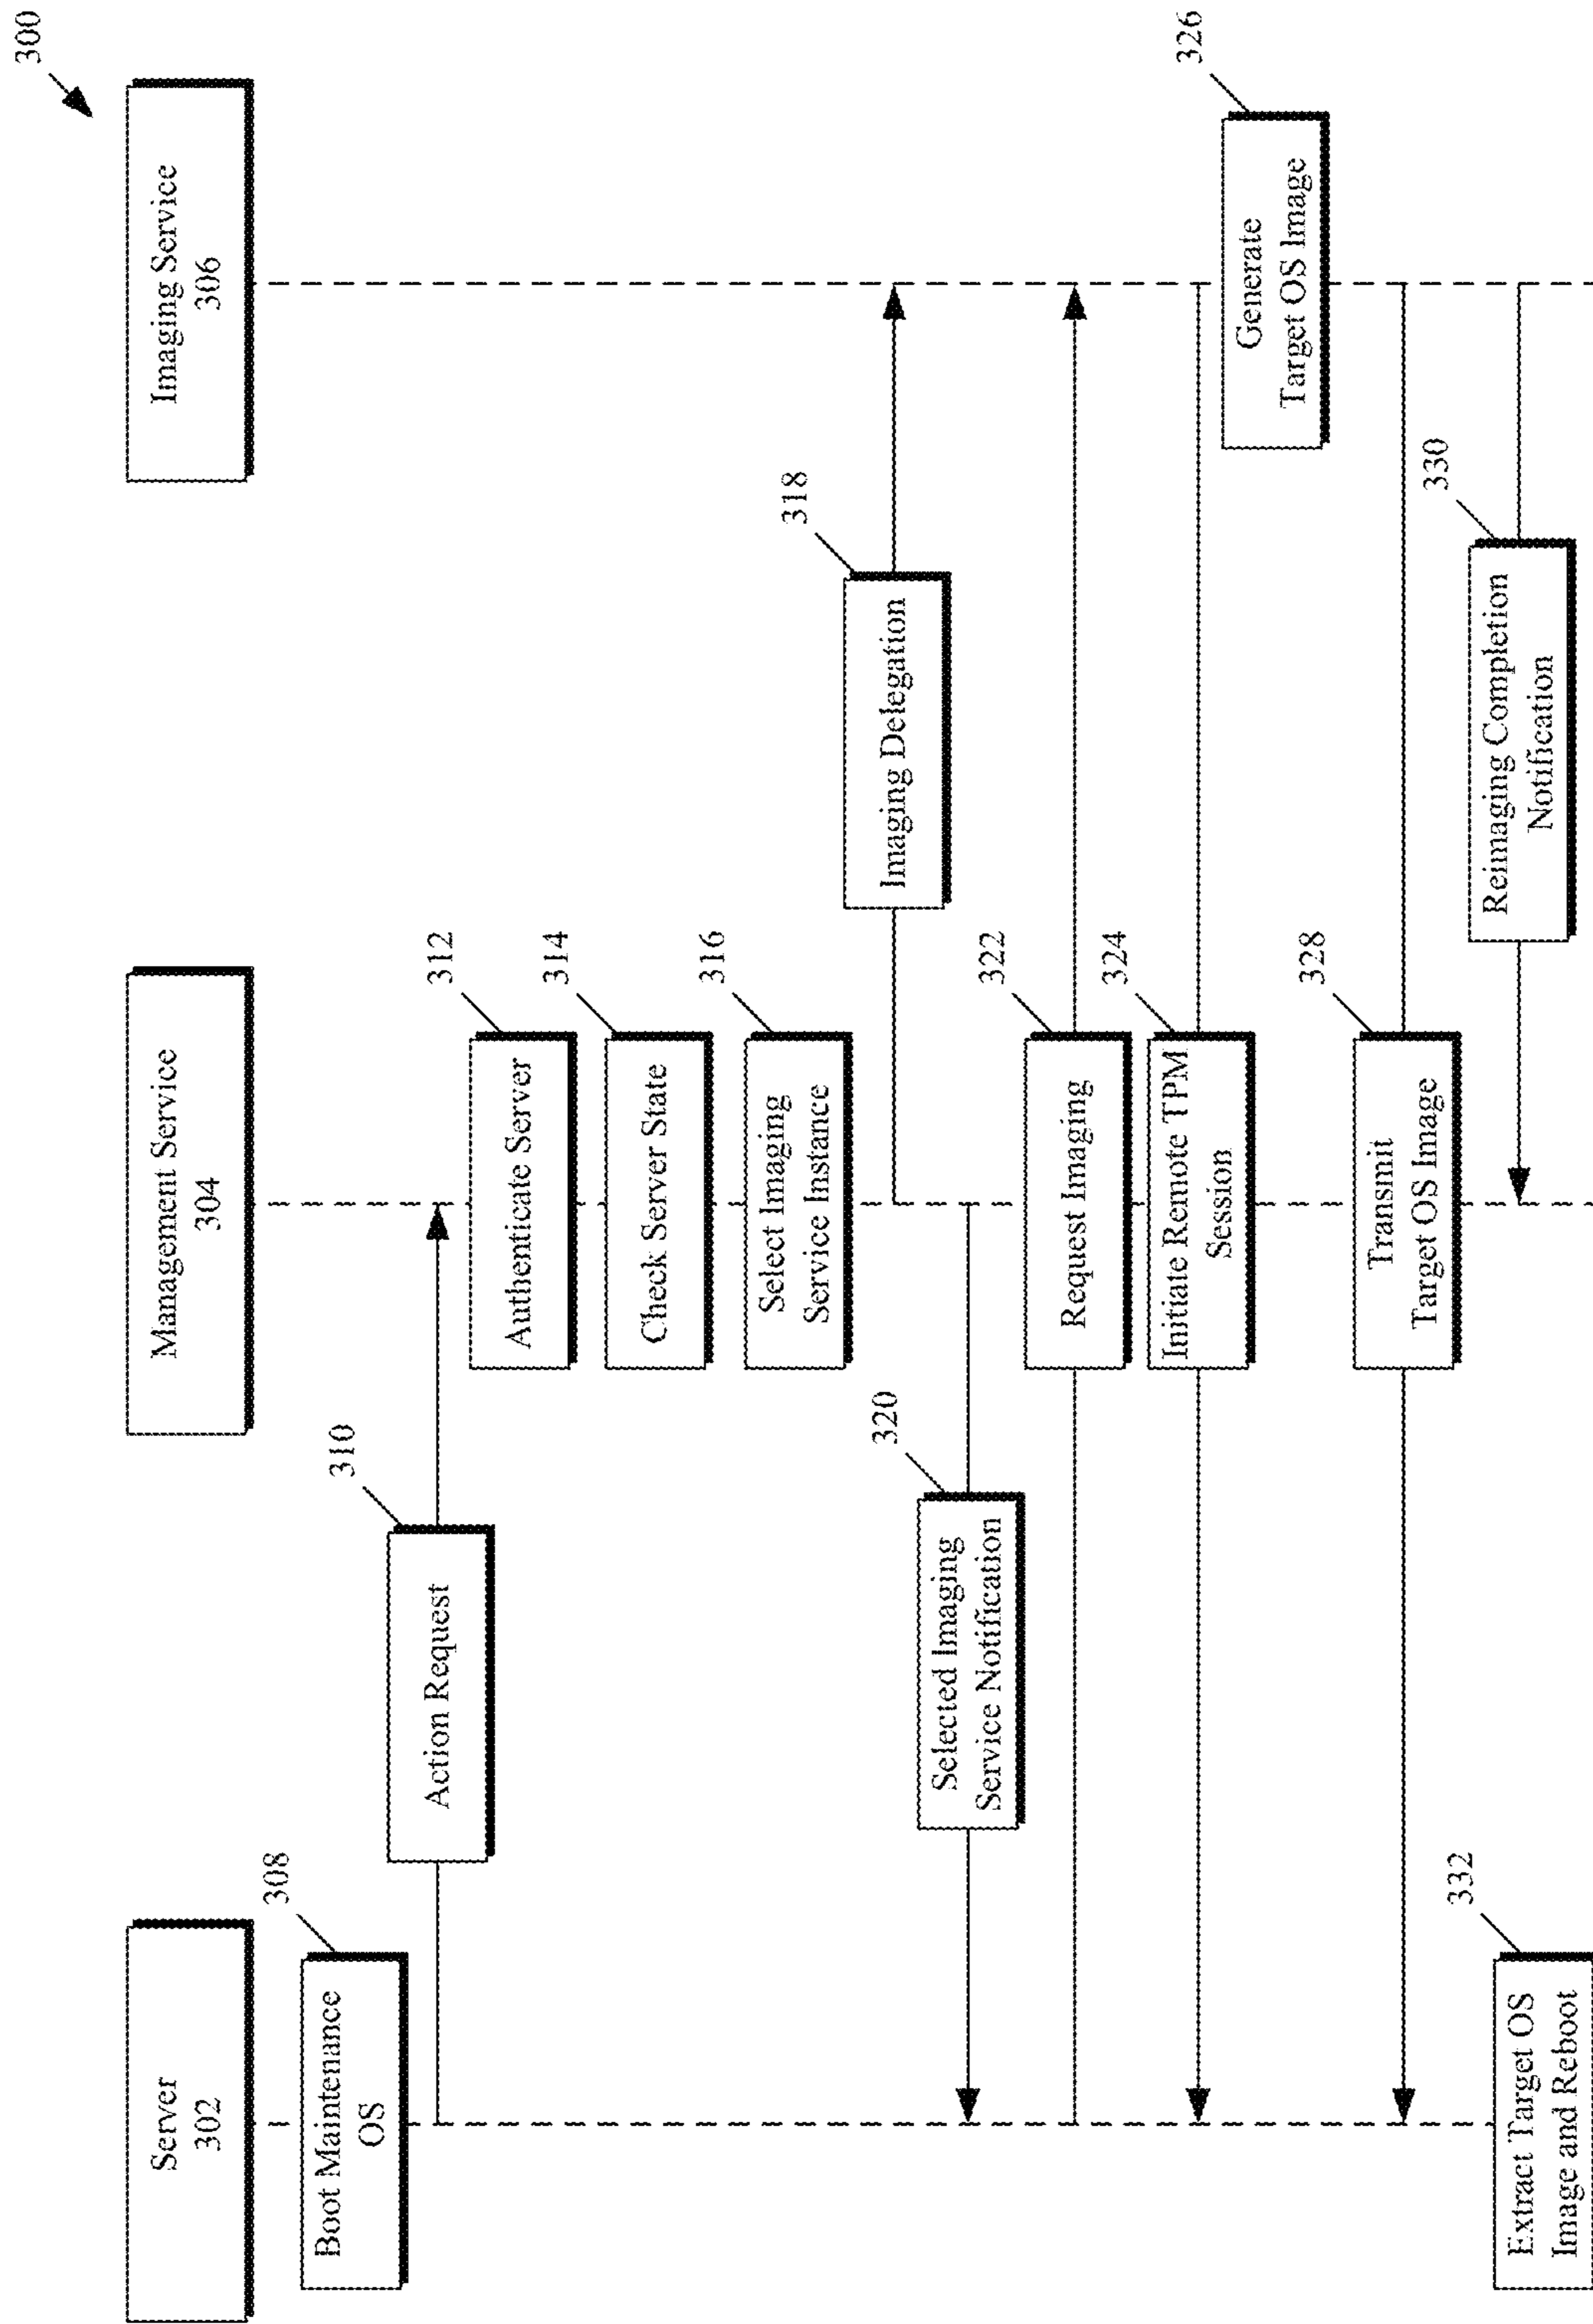 300
Server
302
Management Service
304
Imaging Service
306
Boot Maintenance
OS
308
Action Request
310
Authenticate Server
312
Check Server State
314
Select Imaging
Service Instance
316
Imaging Delegation
318
Selected Imaging
Service Notification
320
Request Imaging
322
Initiate Remote TPM
Session
324
Generate
Target OS Image
326
Transmit
Target OS Image
328
Reimaging Completion
Notification
330
Extract Target OS
Image and Reboot
332